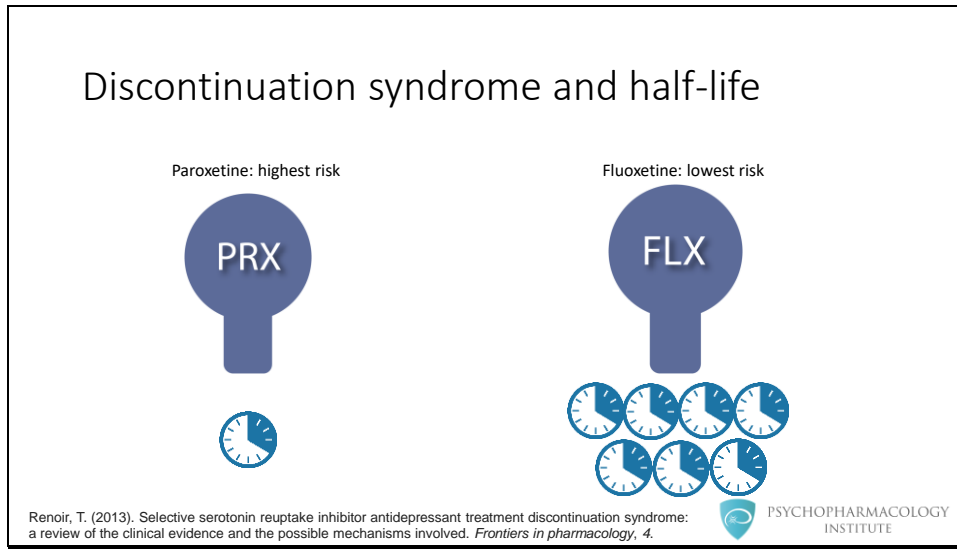 Discontinuation syndrome and half-life
Paroxetine: highest risk
Fluoxetine: lowest risk
PRX
FLX
Renoir, T. (2013). Selective serotonin reuptake inhibitor antidepressant treatment discontinuation syndrome:
a review of the clinical evidence and the possible mechanisms involved. Frontiers in pharmacology, 4.
PSYCHOPHARMACOLOGY
INSTITUTE